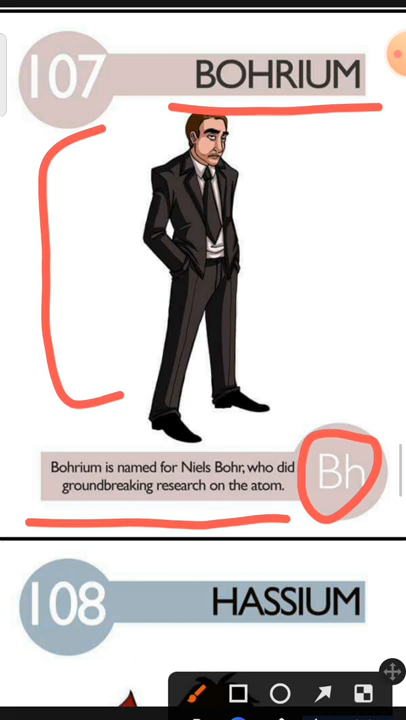 107 BOHRIUM
Bohrium is named for Niels Bohr, who did
groundbreaking research on the atom.
Bh
108 HASSIUM